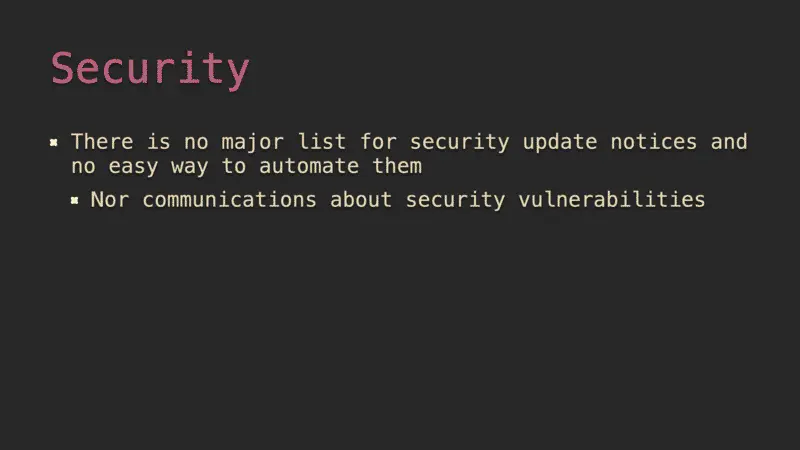 Security
There is no major list for security update notices and
no easy way to automate them
Nor communications about security vulnerabilities